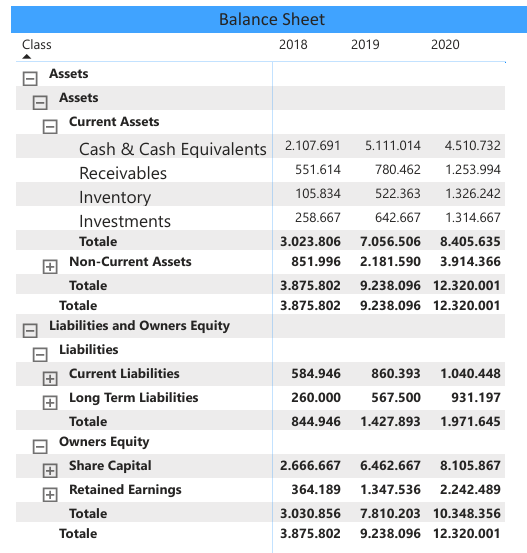 Balance Sheet
Class 2018 2019 2020
Assets
Assets
Current Assets
Cash & Cash Equivalents 2.107.691 5.111.014 4.510.732
Receivables 551.614 780.462 1.253.994
Inventory 105.834 522.363 1.326.242
Investments 258.667 642.667 1.314.667
Totale 3.023.806 7.056.506 8.405.635
Non-Current Assets 851.996 2.181.590 3.914.366
Totale 3.875.802 9.238.096 12.320.001
Totale 3.875.802 9.238.096 12.320.001
Liabilities and Owners Equity
Liabilities
Current Liabilities 584.946 860.393 1.040.448
Long Term Liabilities 260.000 567.500 931.197
Totale 844.946 1.427.893 1.971.645
Owners Equity
Share Capital 2.666.667 6.462.667 8.105.867
Retained Earnings 364.189 1.347.536 2.242.489
Totale 3.030.856 7.810.203 10.348.356
Totale 3.875.802 9.238.096 12.320.001